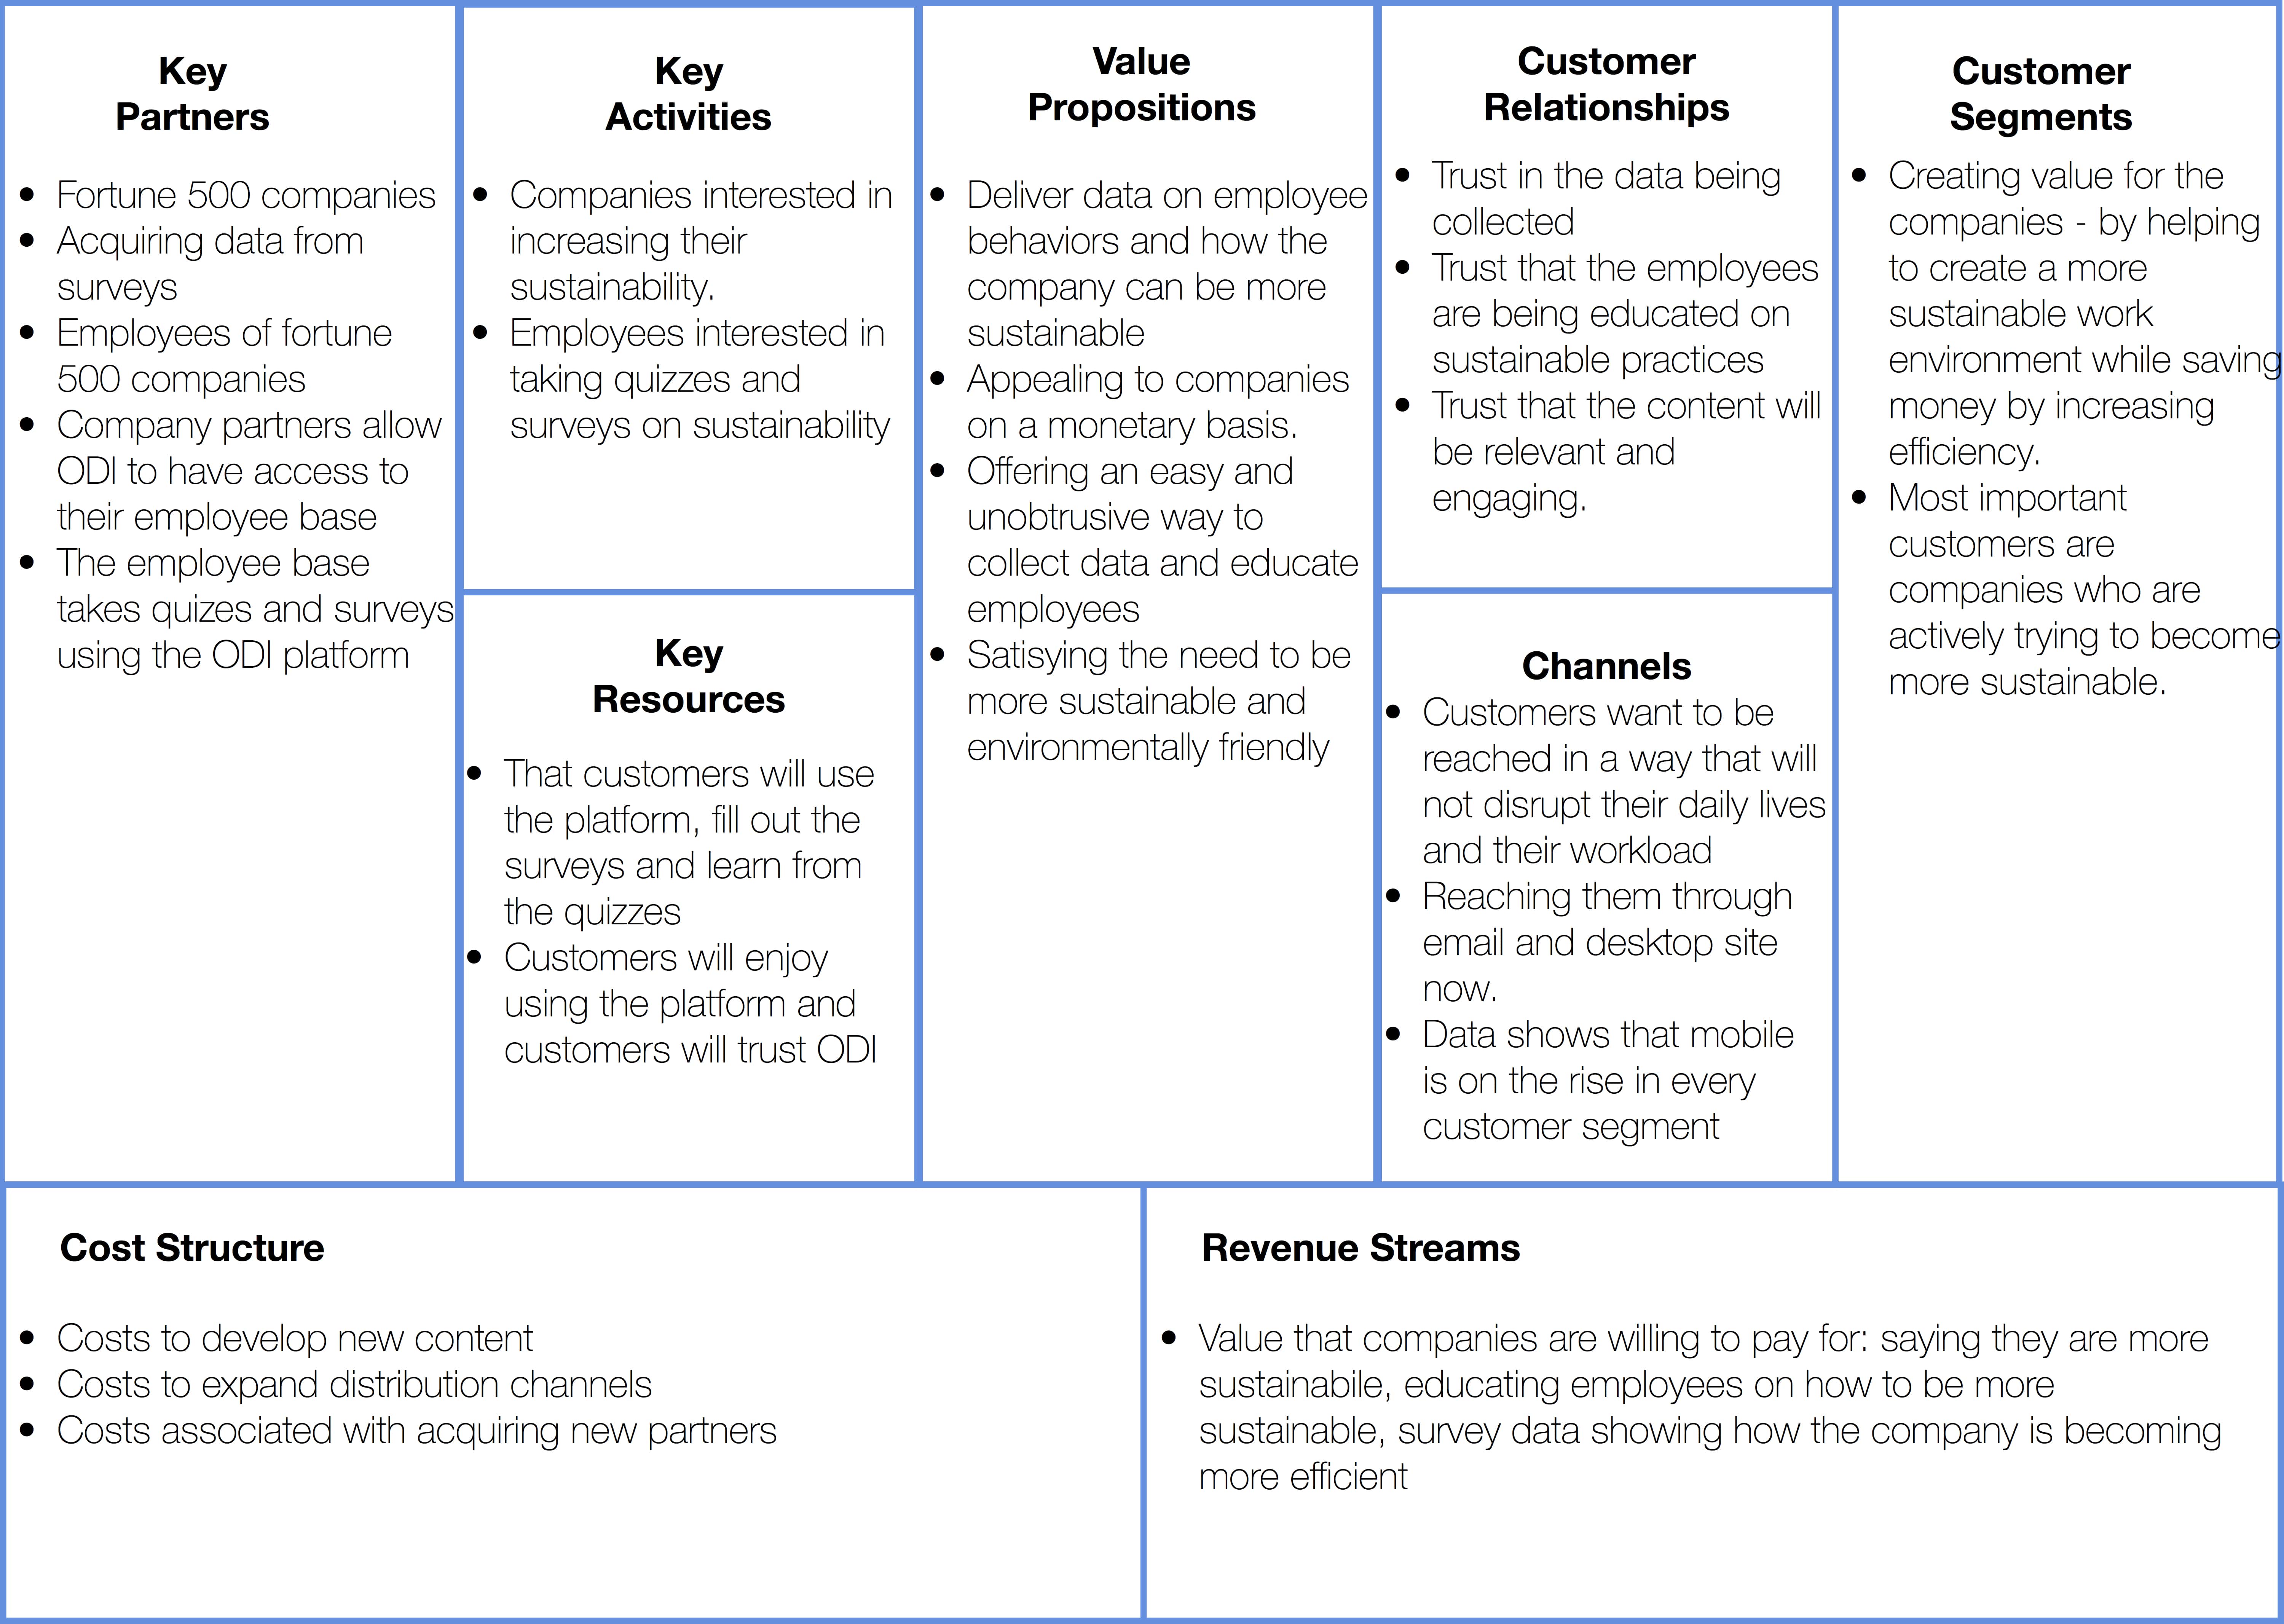 Key
Partners
• Fortune 500 companies
• Acquiring data from
surveys
• Employees of fortune
500 companies
• Company partners allow
ODI to have access to
their employee base
• The employee base
takes quizes and surveys
using the ODI platform
Key
Activities
• Companies interested in
increasing their
sustainability.
• Employees interested in
taking quizzes and
surveys on sustainability
Key
Resources
• That customers will use
the platform, fill out the
surveys and learn from
the quizzes
• Customers will enjoy
using the platform and
customers will trust ODI
Value
Propositions
• Deliver data on employee
behaviors and how the
company can be more
sustainable
• Appealing to companies
on a monetary basis.
• Offering an easy and
unobtrusive way to
collect data and educate
employees
• Satisying the need to be
more sustainable and
environmentally friendly
Customer
Relationships
• Trust in the data being
collected
• Trust that the employees
are being educated on
sustainable practices
• Trust that the content will
be relevant and
engaging.
Channels
• Customers want to be
reached in a way that will
not disrupt their daily lives
and their workload
• Reaching them through
email and desktop site
now.
• Data shows that mobile
is on the rise in every
customer segment
Customer
Segments
• Creating value for the
companies - by helping
to create a more
sustainable work
environment while saving
money by increasing
efficiency.
• Most important
customers are
companies who are
actively trying to become
more sustainable.
Cost Structure
• Costs to develop new content
• Costs to expand distribution channels
• Costs associated with acquiring new partners
Revenue Streams
• Value that companies are willing to pay for: saying they are more
sustainabile, educating employees on how to be more
sustainable, survey data showing how the company is becoming
more efficient